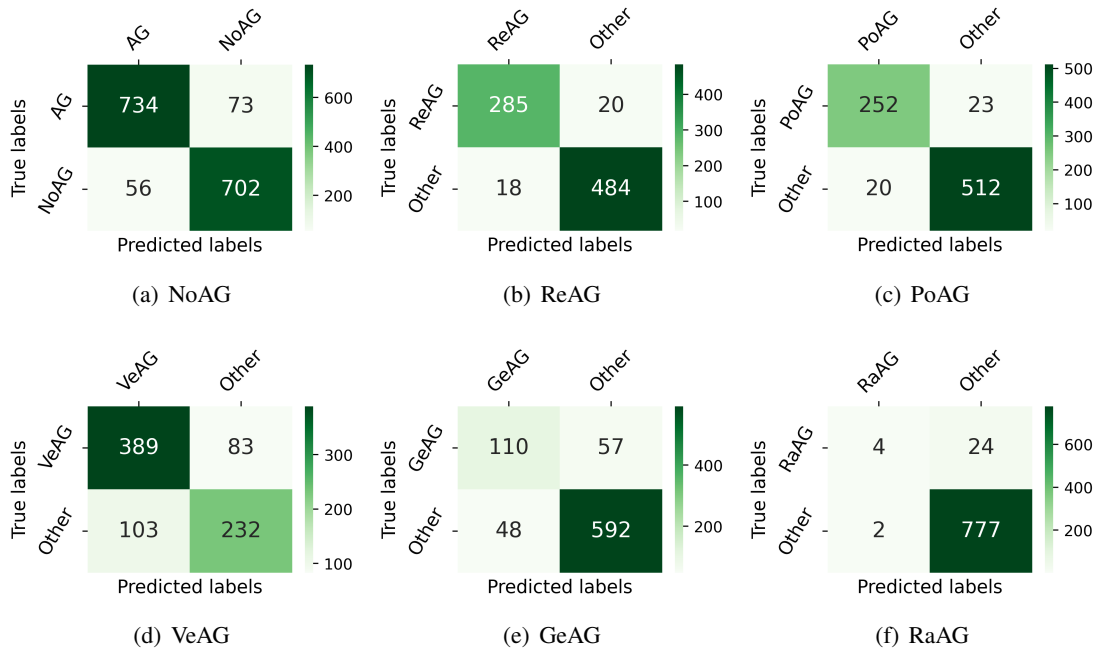 AG NoAG
True labels
AG 734 73 600
400
NoAG 56 702 200
Predicted labels
(a) NoAG
ReAG Other
True labels
ReAG 285 20 400
300
200
Other 18 484 100
Predicted labels
(b) ReAG
PoAG Other
True labels
PoAG 252 23 500
400
300
200
Other 20 512 100
Predicted labels
(c) PoAG
VeAG Other
True labels
VeAG 389 83 300
200
Other 103 232 100
Predicted labels
(d) VeAG
GeAG Other
True labels
GeAG 110 57 400
Other 48 592 200
Predicted labels
(e) GeAG
RaAG Other
True labels
RaAG 4 24 600
400
Other 2 777 200
Predicted labels
(f) RaAG